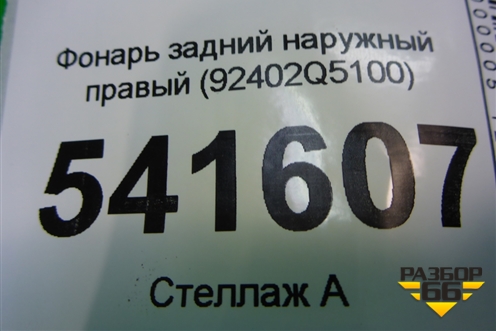 Фонарь задний наружный
правый (92402Q5100)
541607
Стеллаж А
РАЗБОР
66